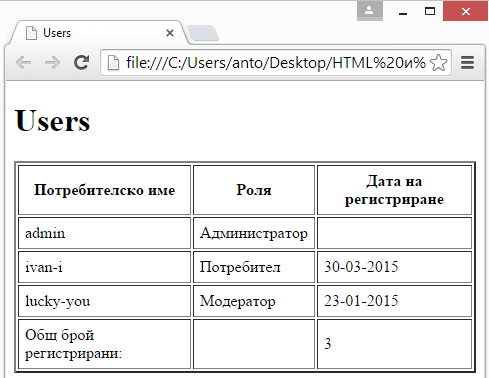 Users
file:///C:/Users/anto/Desktop/HTML%20и%
Users
Потребителско име Роля Дата на
регистриране
admin Администратор
ivan-i Потребител 30-03-2015
lucky-you Модератор 23-01-2015
Общ брой
регистрирани: 3